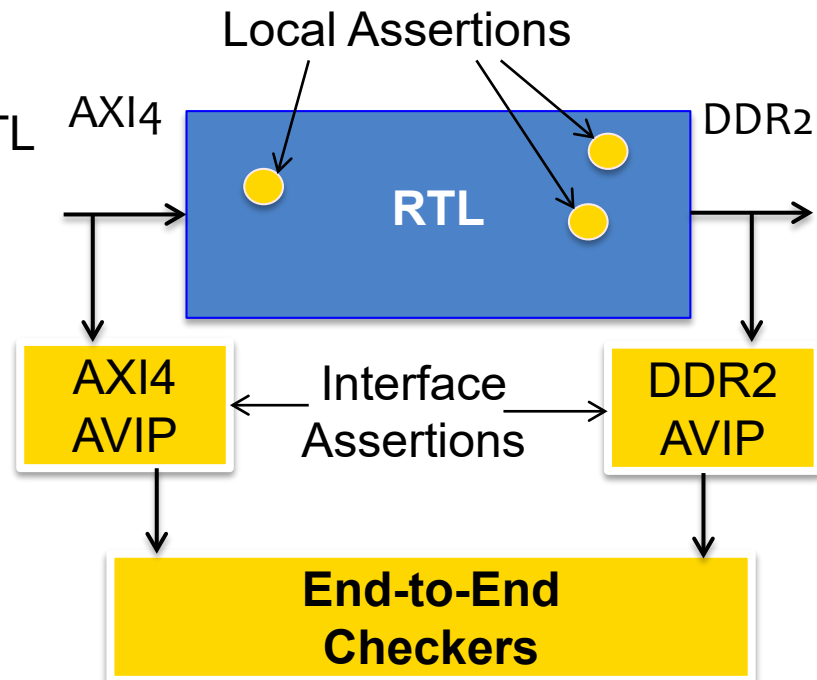 Local Assertions
TL
AXI4
DDR2
RTL
AXI4
AVIP
Interface
Assertions
DDR2
AVIP
End-to-End
Checkers